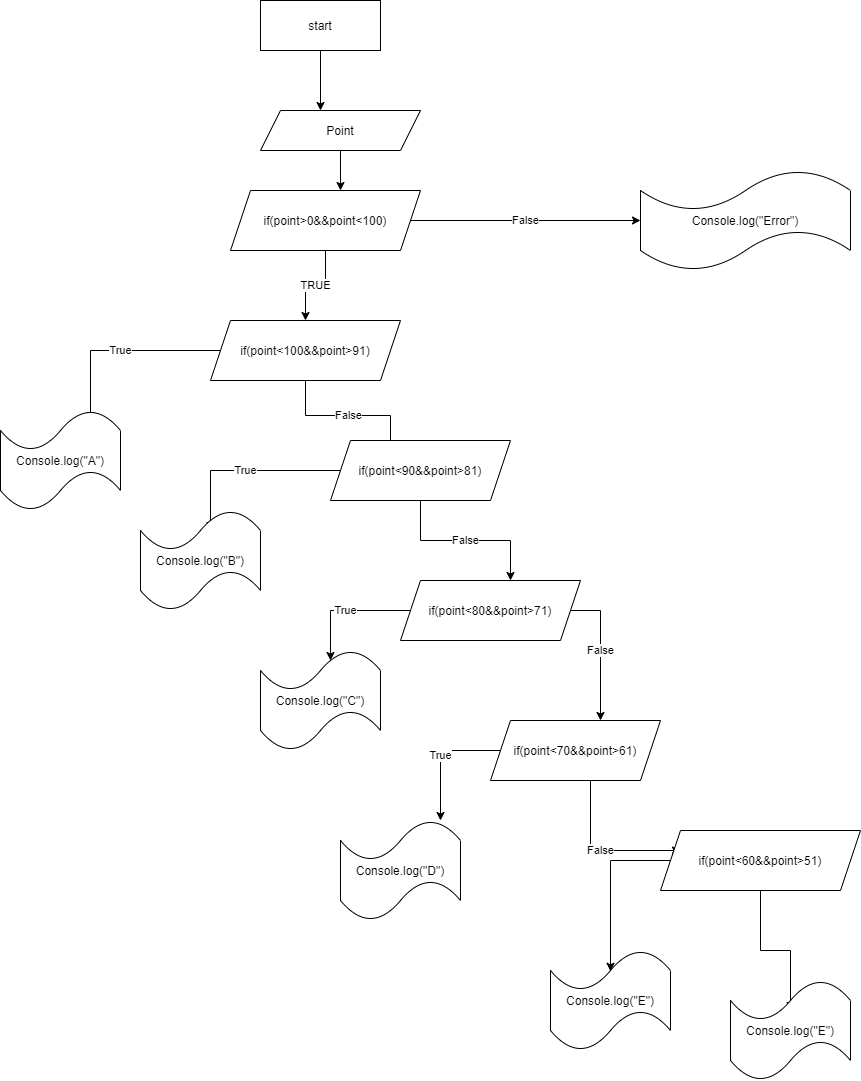 start
Point
if(point>0&&point<100)
False
Console.log("Error")
TRUE
if(point<100&&point>91)
True
Console.log("A")
False
if(point<90&&point>81)
True
Console.log("B")
False
if(point<80&&point>71)
True
Console.log("C")
False
if(point<70&&point>61)
True
Console.log("D")
False
if(point<60&&point>51)
Console.log("E")
Console.log("E")